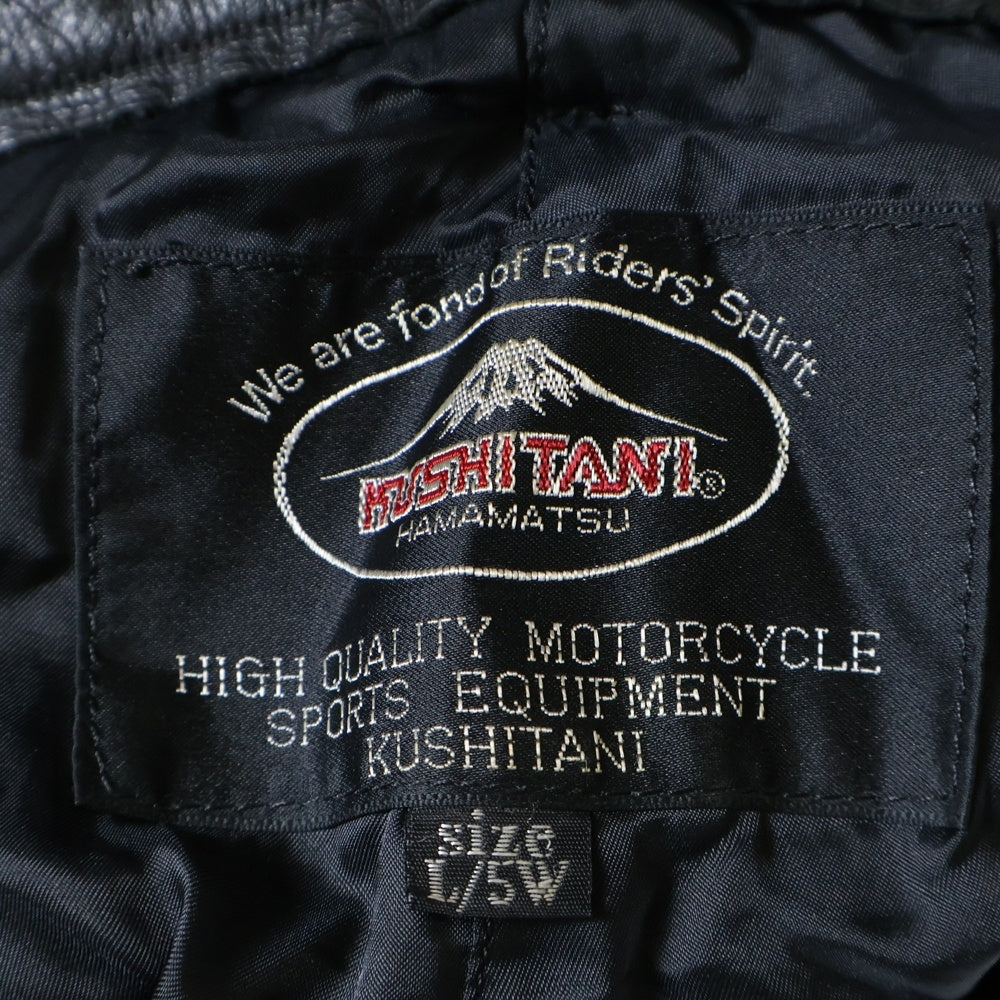 We are fond of Riders' Spirit.
KUSHITANI®
HAMAMATSU
HIGH QUALITY MOTORCYCLE
SPORTS EQUIPMENT
KUSHITANI
size
L/5W